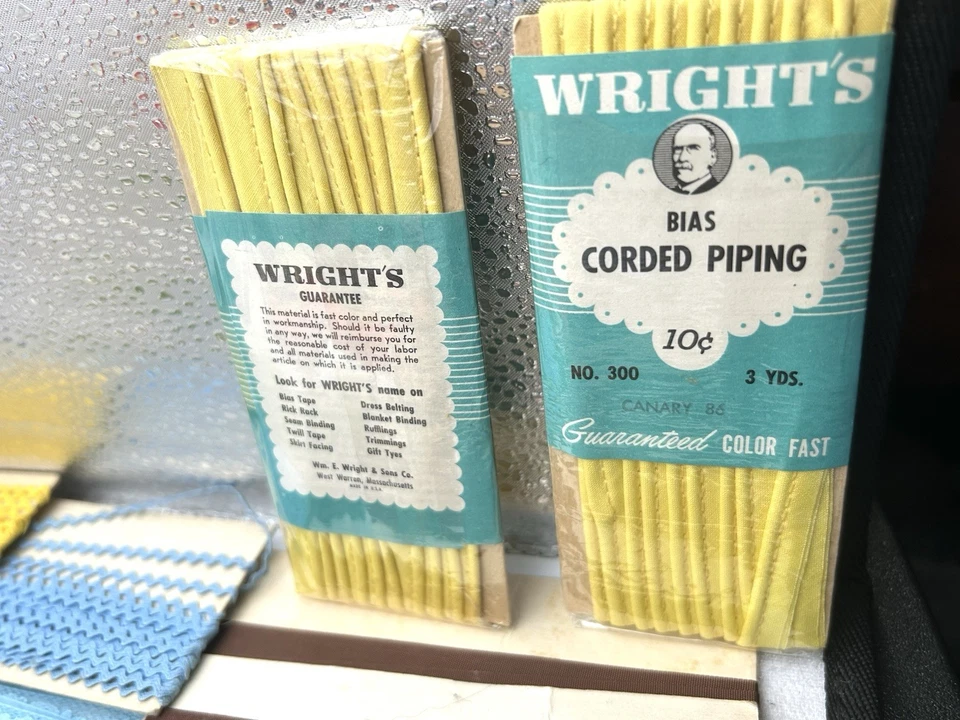 WRIGHT'S
GUARANTEE
This material is fast color and perfect
in workmanship. Should it be faulty
in any way, we will reimburse you for
the reasonable cost of your labor
and all materials used in making the
article on which it is applied.
Look for WRIGHT'S name on
Bias Tape
Rick Rack
Seam Binding
Twill Tape
Skirt Facing
Dress Belting
Blanket Binding
Rufflings
Trimmings
Gift Tyes
Wm. E. Wright & Sons Co.
West Warren, Massachusetts
MADE IN U.S.A.
WRIGHT'S
BIAS
CORDED PIPING
10¢
NO. 300 3 YDS.
CANARY 86
Guaranteed COLOR FAST